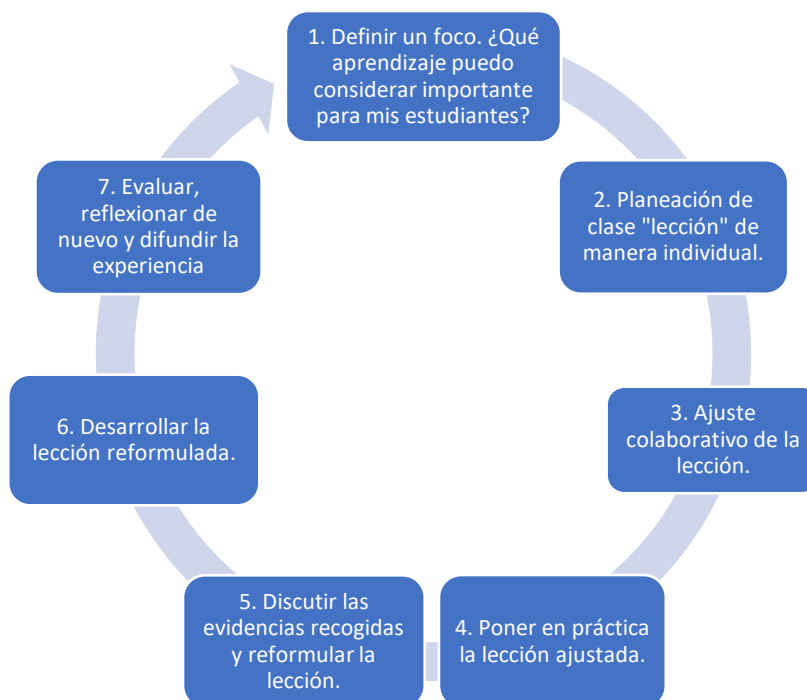 1. Definir un foco. ¿Qué
aprendizaje puedo
considerar importante
para mis estudiantes?
2. Planeación de
clase "lección" de
manera individual.
3. Ajuste
colaborativo de la
lección.
4. Poner en práctica
la lección ajustada.
5. Discutir las
evidencias recogidas
y reformular la
lección.
6. Desarrollar la
lección reformulada.
7. Evaluar,
reflexionar de
nuevo y difundir la
experiencia